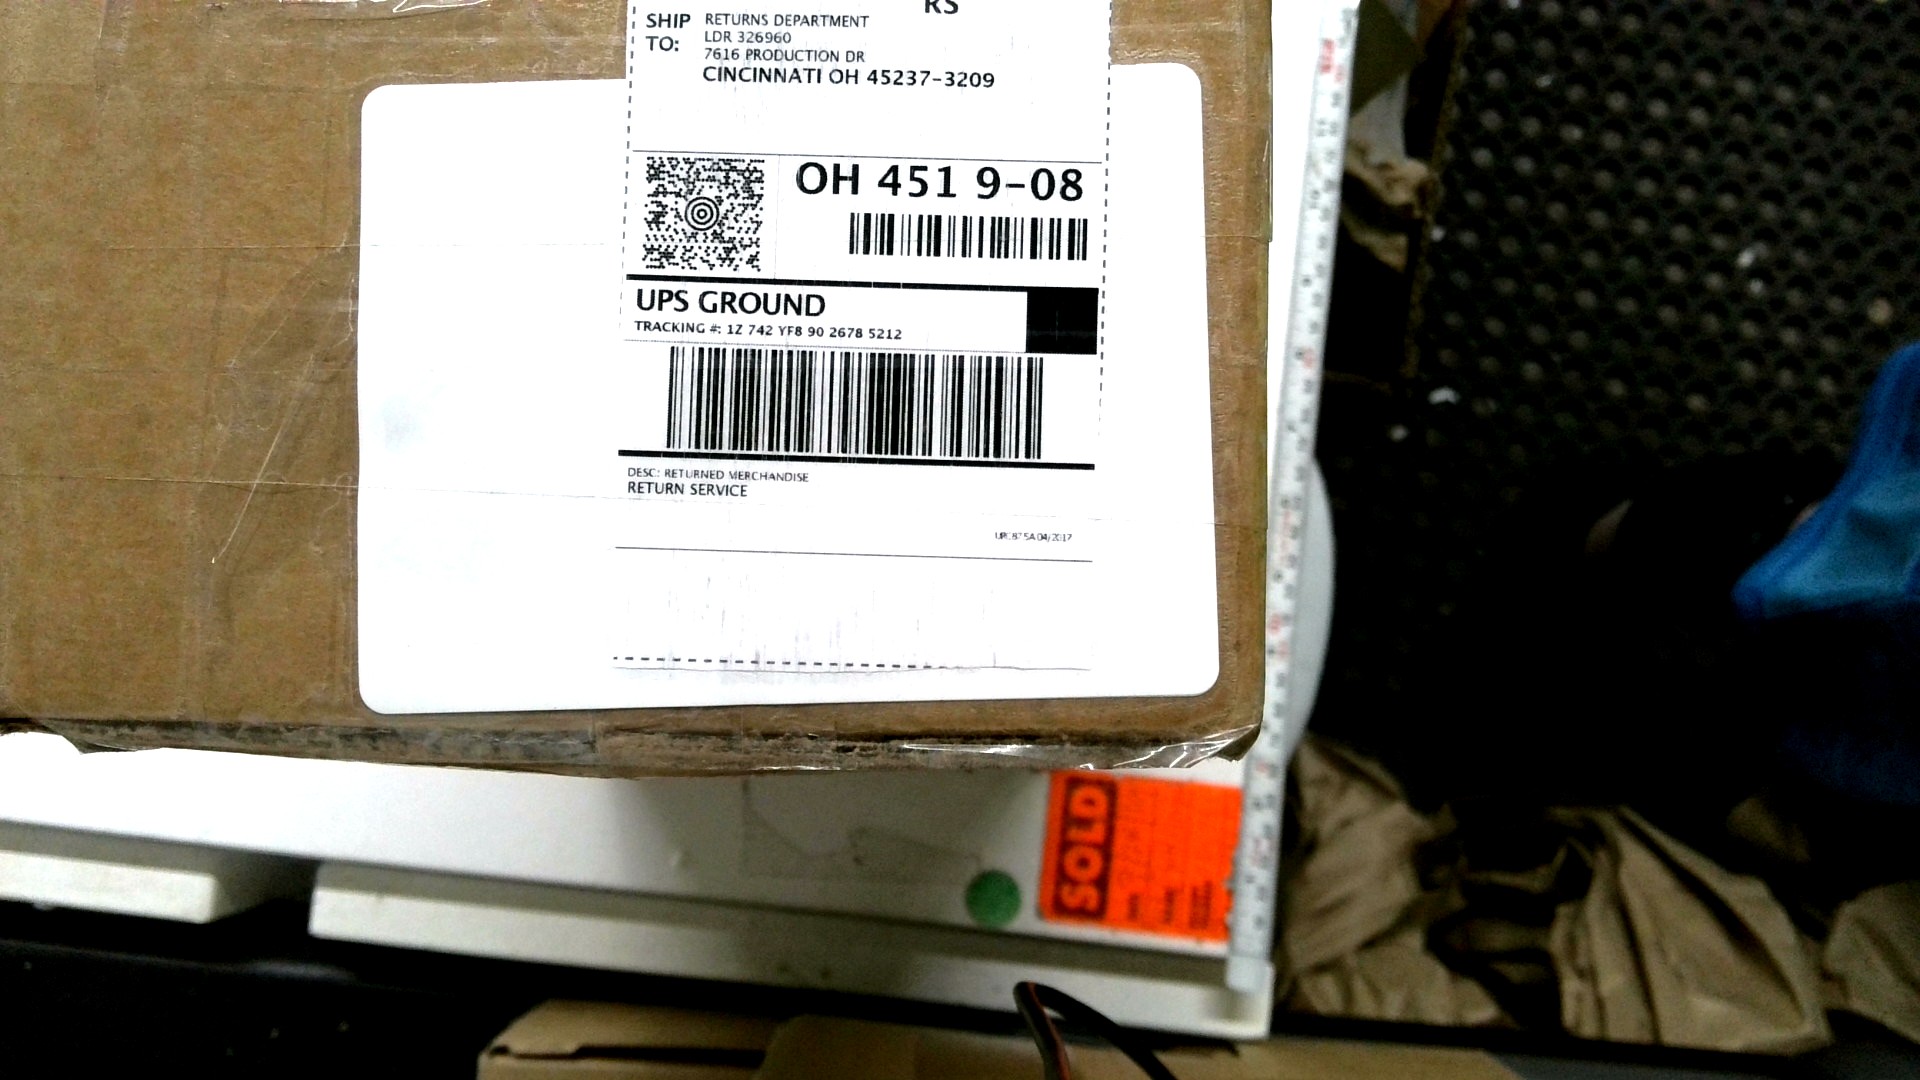 RS
SHIP TO:
RETURNS DEPARTMENT
LDR 326960
7616 PRODUCTION DR
CINCINNATI OH 45237-3209
OH 451 9-08
UPS GROUND
TRACKING #: 1Z 742 YF8 90 2678 5212
DESC: RETURNED MERCHANDISE
RETURN SERVICE
SOLD